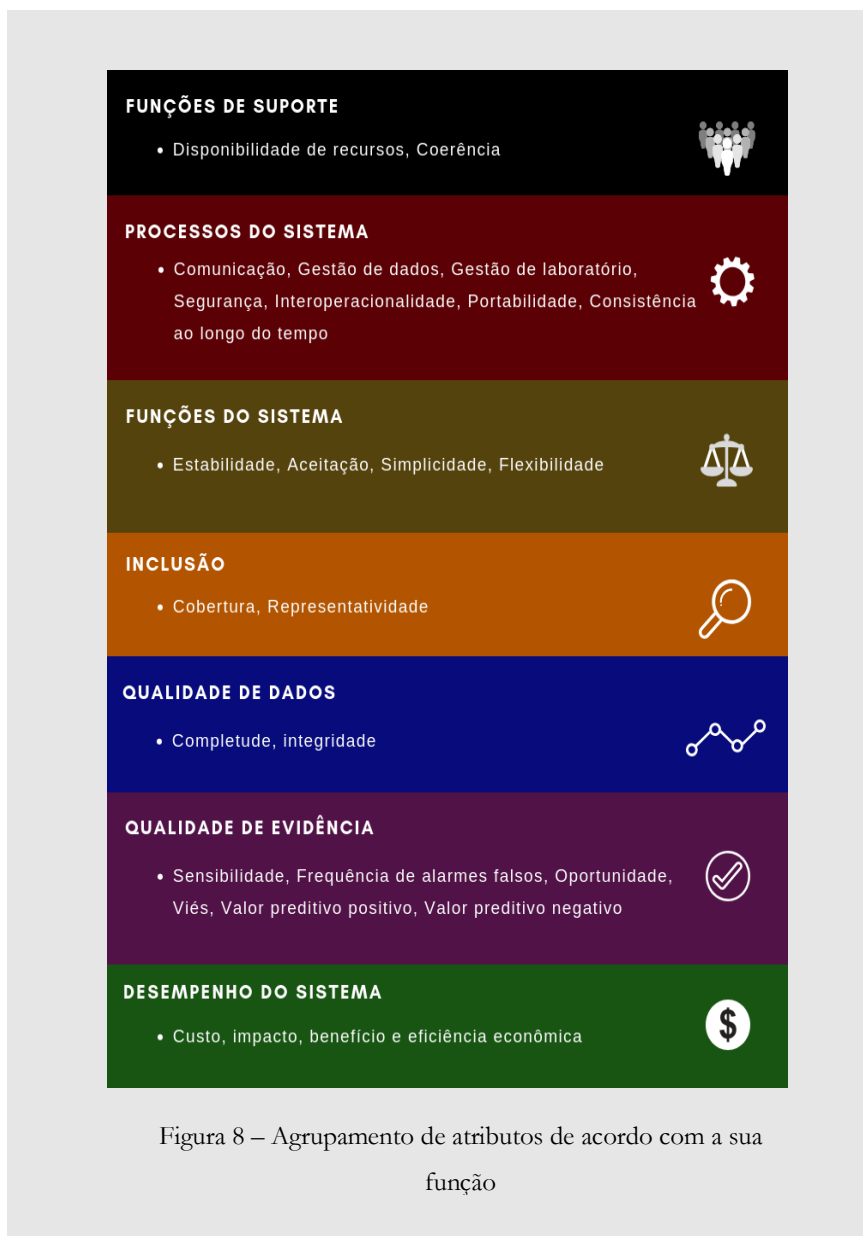 FUNÇÕES DE SUPORTE
• Disponibilidade de recursos, Coerência
PROCESSOS DO SISTEMA
• Comunicação, Gestão de dados, Gestão de laboratório,
Segurança, Interoperacionalidade, Portabilidade, Consistência
ao longo do tempo
FUNÇÕES DO SISTEMA
• Estabilidade, Aceitação, Simplicidade, Flexibilidade
INCLUSÃO
• Cobertura, Representatividade
QUALIDADE DE DADOS
• Completude, integridade
QUALIDADE DE EVIDÊNCIA
• Sensibilidade, Frequência de alarmes falsos, Oportunidade,
Viés, Valor preditivo positivo, Valor preditivo negativo
DESEMPENHO DO SISTEMA
• Custo, impacto, benefício e eficiência econômica
$
Figura 8 – Agrupamento de atributos de acordo com a sua
função